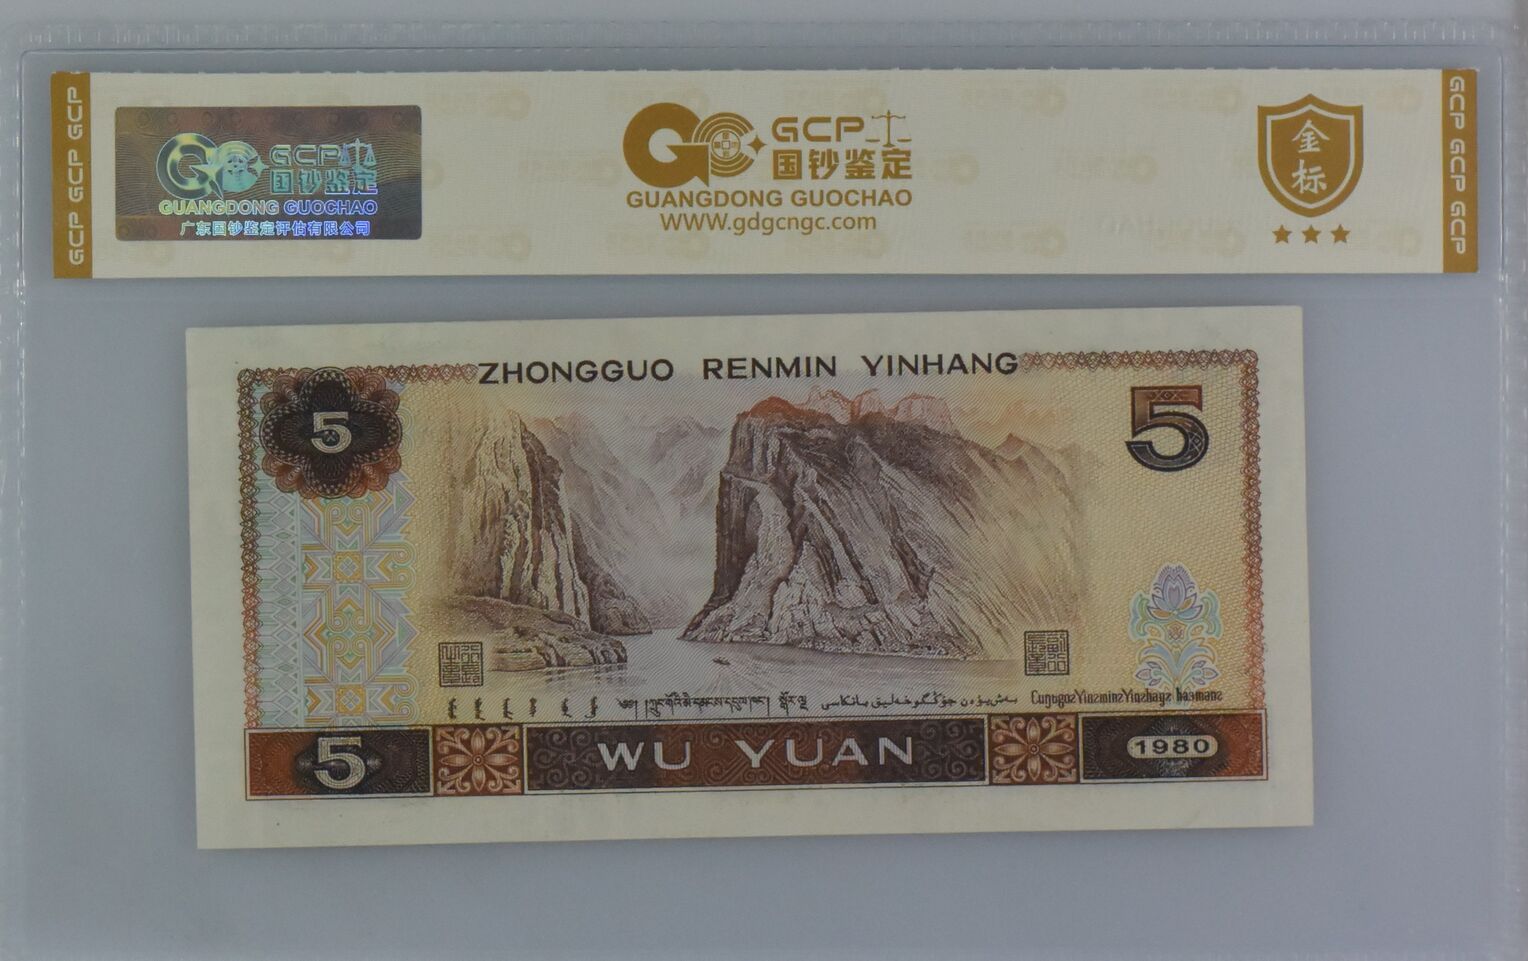 GCP GCP GCP
GCP
国钞鉴定
GUANGDONG GUOCHAO
广东国钞鉴定评估有限公司
GCP
国钞鉴定
GUANGDONG GUOCHAO
WWW.gdgcngc.com
金
标
GCP GCP GCP
ZHONGGUO RENMIN YINHANG
5
5
5
WU YUAN
1980